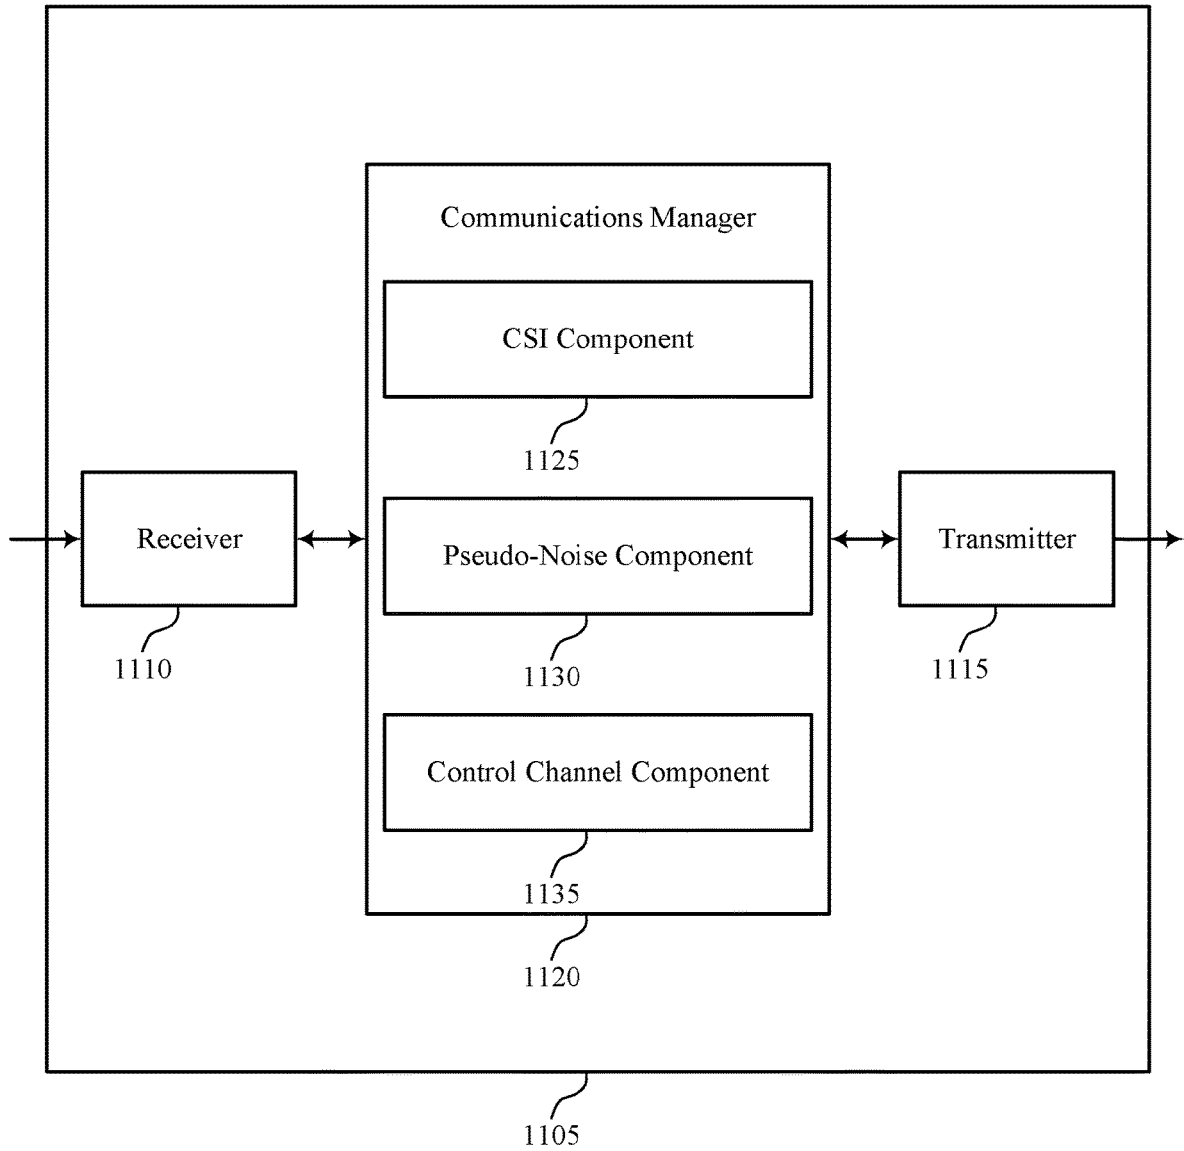 Communications Manager
CSI Component
1125
Receiver
1110
Pseudo-Noise Component
1130
Transmitter
1115
Control Channel Component
1135
1120
1105